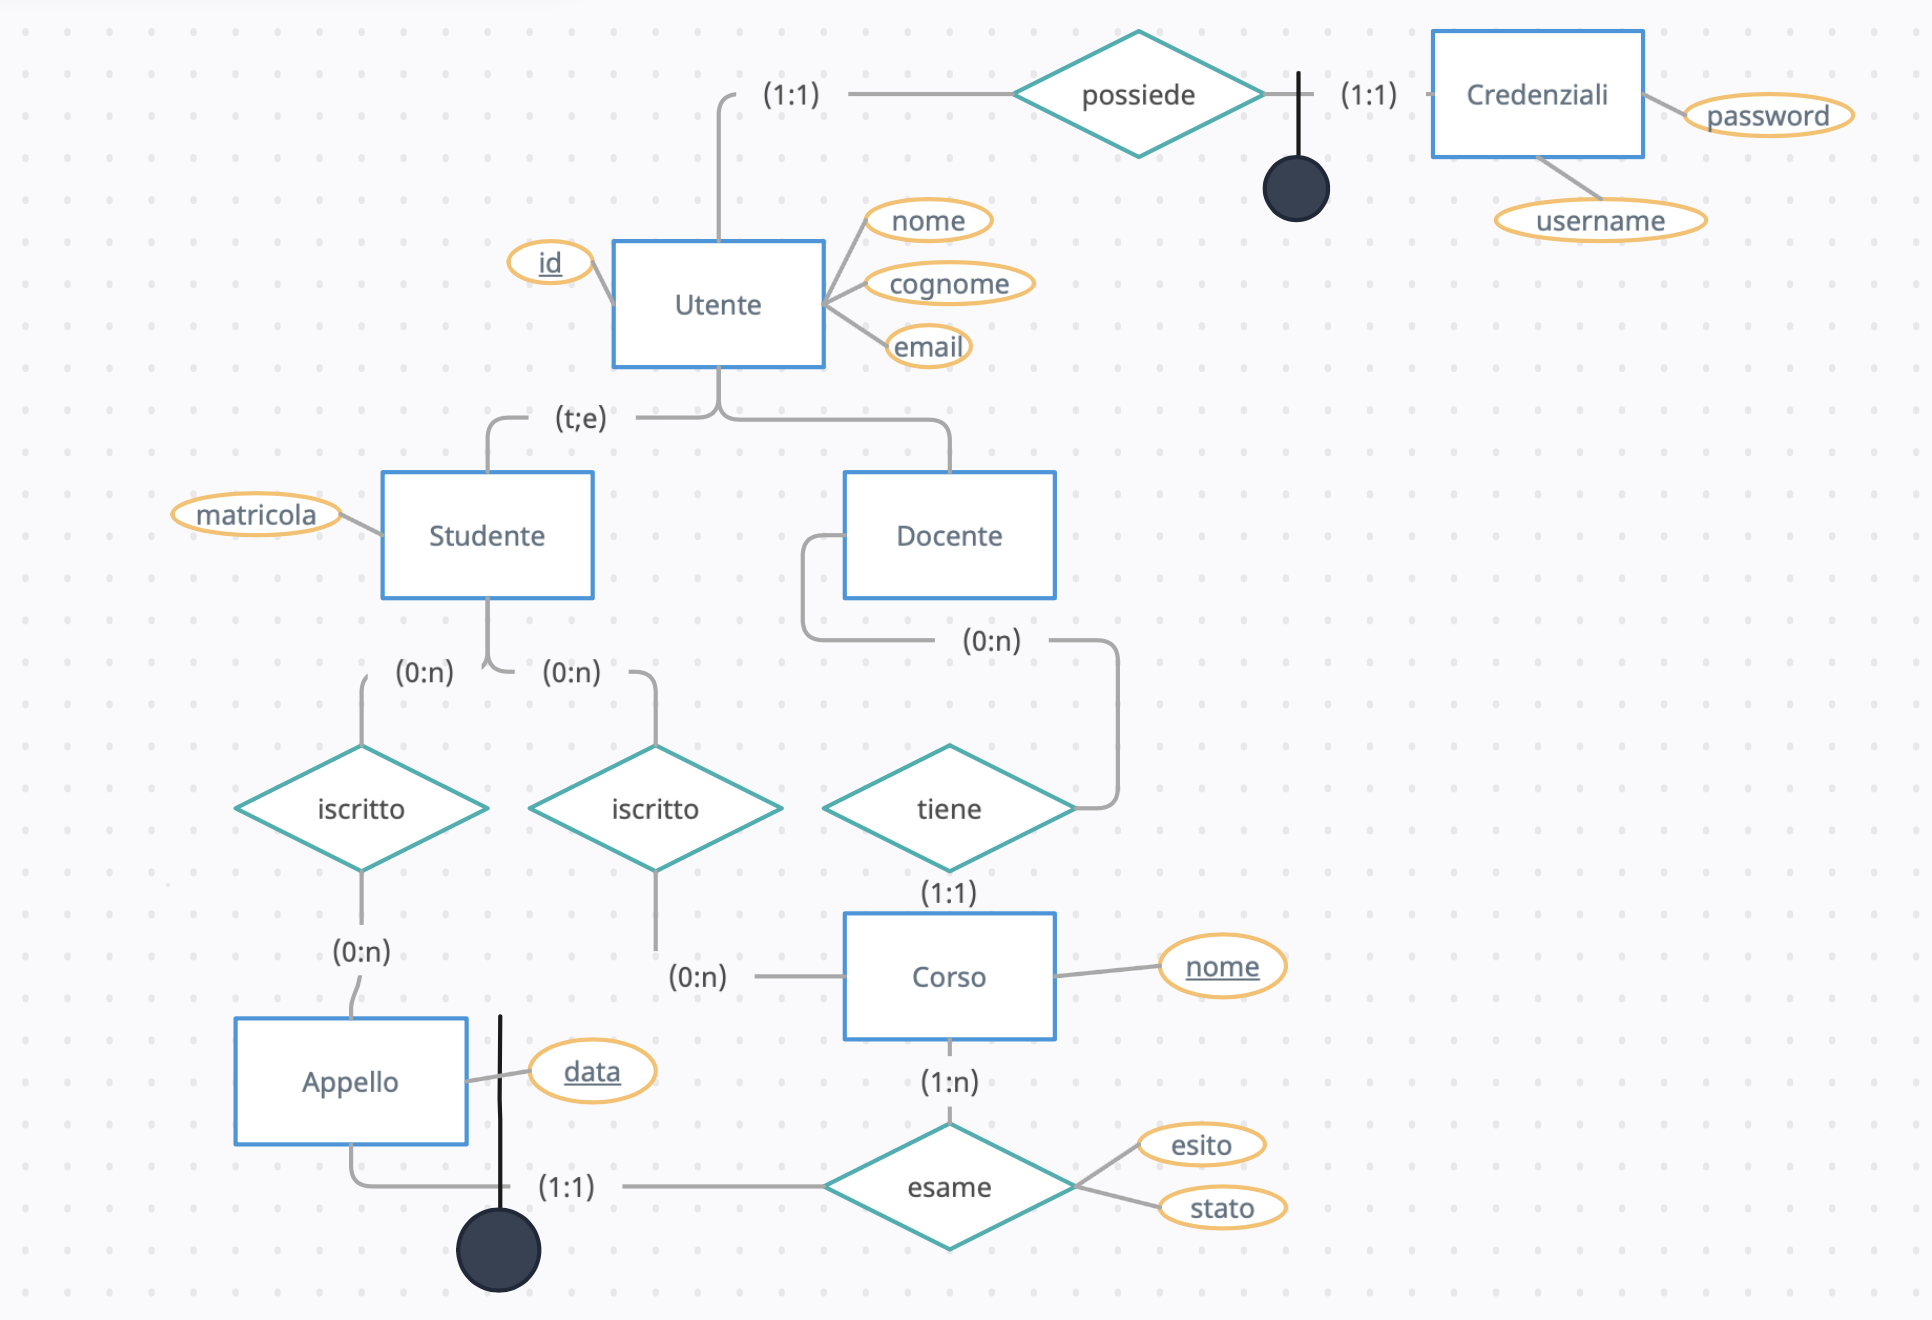 (1:1)
possiede
(1:1)
Credenziali
password
username
nome
id
cognome
Utente
email
(t;e)
matricola
Studente
Docente
(0:n)
(0:n)
(0:n)
iscritto
iscritto
tiene
(1:1)
(0:n)
(0:n)
Corso
nome
Appello
data
(1:n)
esito
(1:1)
esame
stato